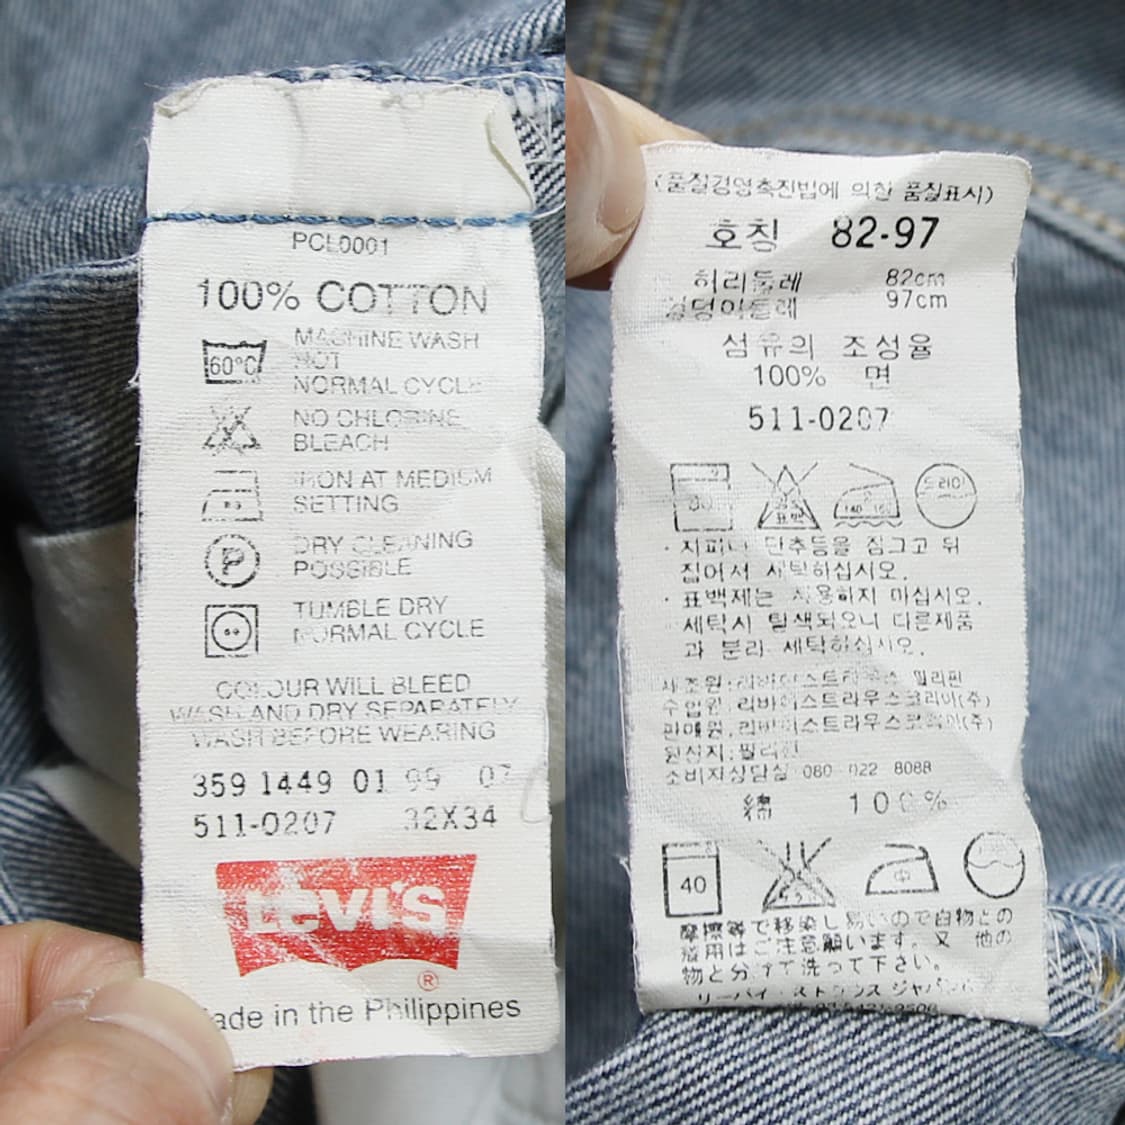 PCL0001
100% COTTON
60°C
MACHINE WASH
HOT
NORMAL CYCLE
NO CHLORINE
BLEACH
IRON AT MEDIUM
SETTING
P
DRY CLEANING
POSSIBLE
TUMBLE DRY
NORMAL CYCLE
COLOUR WILL BLEED
WASH AND DRY SEPARATELY
WASH BEFORE WEARING
359 1449 01 99 07
511-0207 32X34
Levi's
®
ade in the Philippines
(품질경영촉진법에 의한 품질표시)
호칭 82-97
허리둘레 82cm
엉덩이둘레 97cm
섬유의 조성율
100% 면
511-0207
표백
드라이
· 지퍼나 단추등을 잠그고 뒤
집어서 세탁하십시오.
· 표백제는 사용하지 마십시오.
세탁시 탈색되오니 다른제품
과 분리 세탁하십시오.
제조원:리바이스트라우스 필리핀
수입원:리바이스트라우스코리아(주)
판매원:리바이스트라우스코리아(주)
원산지:필리핀
소비자상담실 080-022-8088
綿 100%
40
中
摩擦等で移染し易いので白物との
着用はご注意願います。又 他の
物と分けて洗って下さい。
リーバイ・ストラウス ジャパン